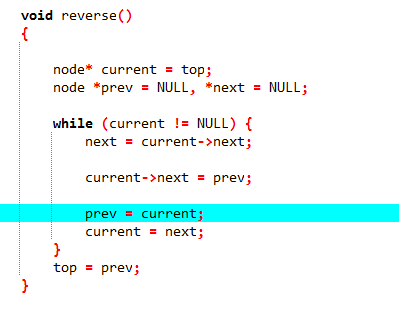 void reverse()
{
node* current = top;
node *prev = NULL, *next = NULL;
while (current != NULL) {
next = current->next;
current->next = prev;
prev = current;
current = next;
}
top = prev;
}